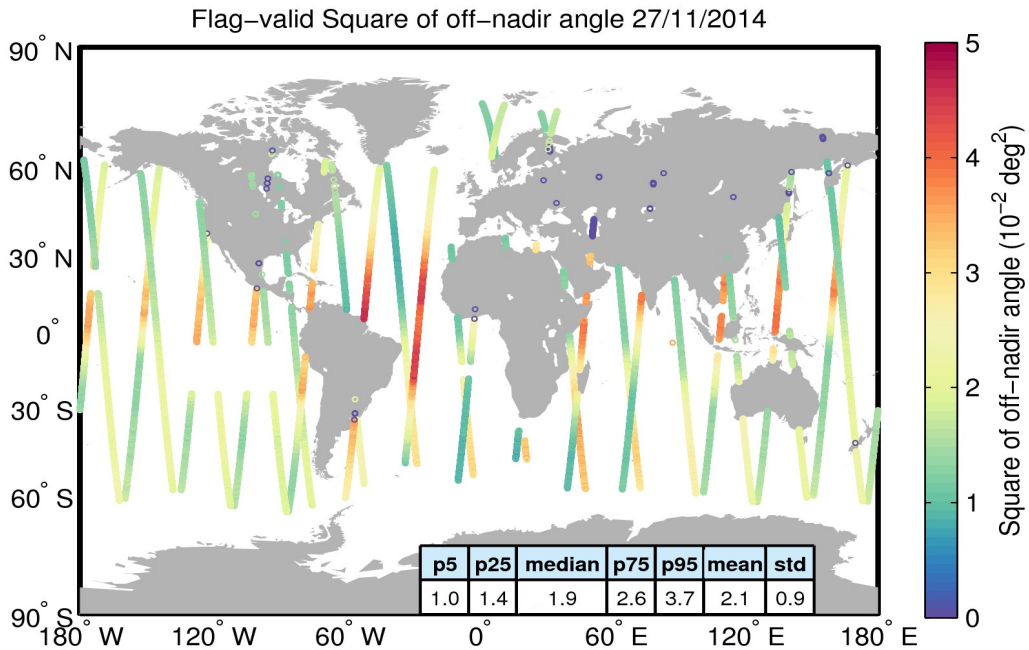 Flag−valid Square of off−nadir angle 27/11/2014
90° N
60° N
30° N
0°
30° S
60° S
90° S
180° W
120° W
60° W
0°
60° E
120° E
180° E
p5 p25 median p75 p95 mean std
1.0 1.4 1.9 2.6 3.7 2.1 0.9
5
4
3
2
1
0
Square of off−nadir angle (10⁻² deg²)